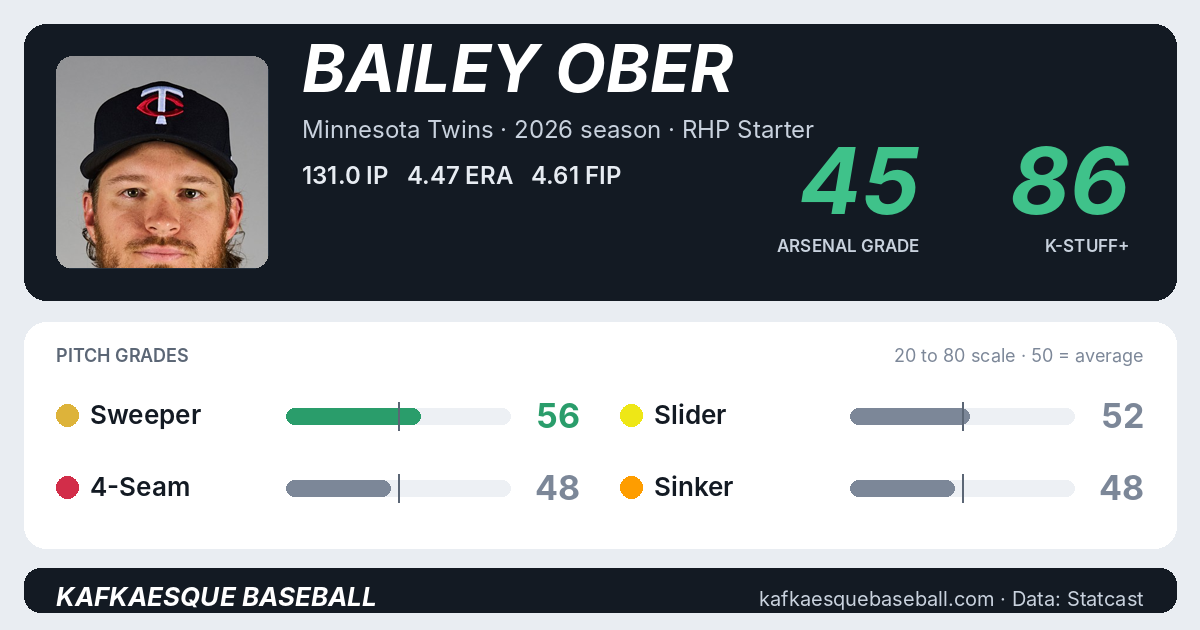 BAILEY OBER
Minnesota Twins · 2026 season · RHP Starter
131.0 IP 4.47 ERA 4.61 FIP
45 86
ARSENAL GRADE K-STUFF+
PITCH GRADES 20 to 80 scale · 50 = average
Sweeper 56 Slider 52
4-Seam 48 Sinker 48
KAFKAESQUE BASEBALL kafkaesquebaseball.com · Data: Statcast